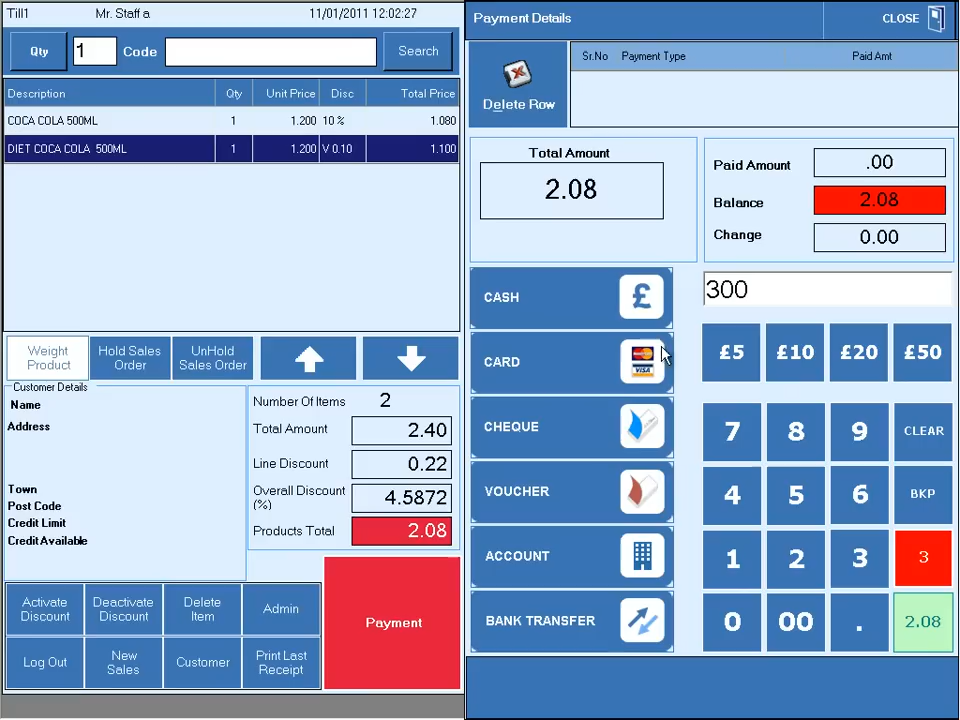 Till1 Mr. Staff a 11/01/2011 12:02:27
Qty 1 Code Search
Description Qty Unit Price Disc Total Price
COCA COLA 500ML 1 1.200 10 % 1.080
DIET COCA COLA 500ML 1 1.200 V 0.10 1.100
Weight Product
Hold Sales Order
UnHold Sales Order
Customer Details
Name
Address
Town
Post Code
Credit Limit
Credit Available
Number Of Items 2
Total Amount 2.40
Line Discount 0.22
Overall Discount (%) 4.5872
Products Total 2.08
Activate Discount
Deactivate Discount
Delete Item
Admin
Log Out
New Sales
Customer
Print Last Receipt
Payment
Payment Details CLOSE
Delete Row
Sr.No Payment Type Paid Amt
Total Amount
2.08
Paid Amount .00
Balance 2.08
Change 0.00
CASH £
CARD MasterCard VISA
CHEQUE
VOUCHER
ACCOUNT
BANK TRANSFER
300
£5 £10 £20 £50
7 8 9 CLEAR
4 5 6 BKP
1 2 3 3
0 00 . 2.08